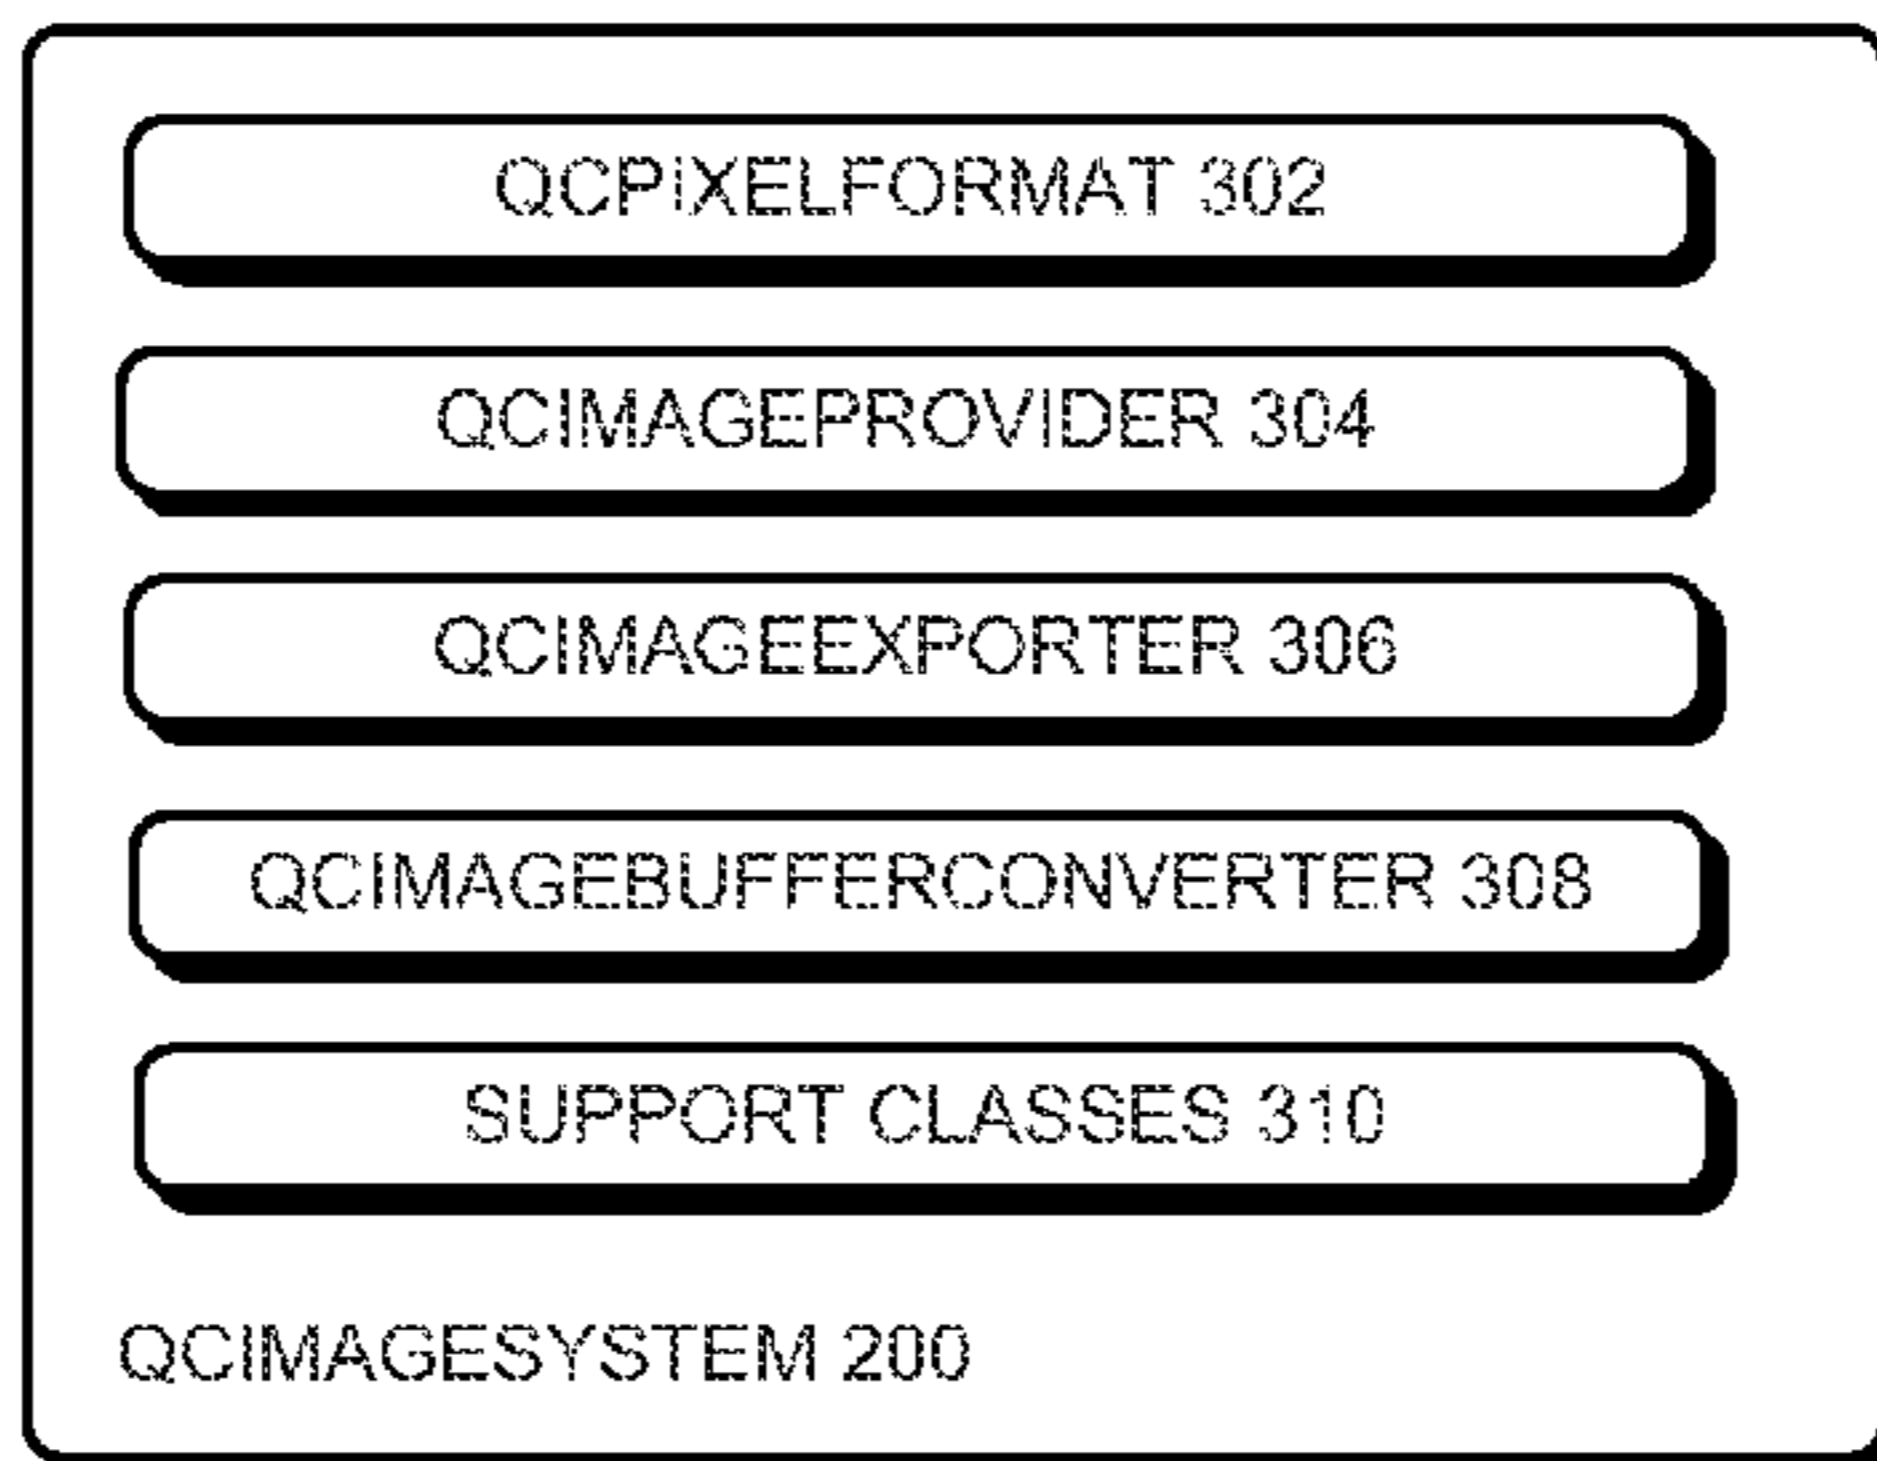 QCPIXELFORMAT 302
QCIMAGEPROVIDER 304
QCIMAGEEXPORTER 306
QCIMAGEBUFFERCONVERTER 308
SUPPORT CLASSES 310
QCIMAGESYSTEM 200